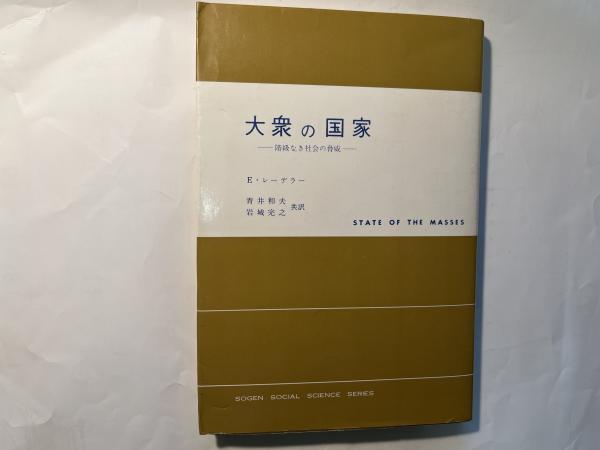 大衆の国家
——階級なき社会の脅威——
E・レーデラー
青井和夫
岩城完之
共訳
STATE OF THE MASSES
SOGEN SOCIAL SCIENCE SERIES